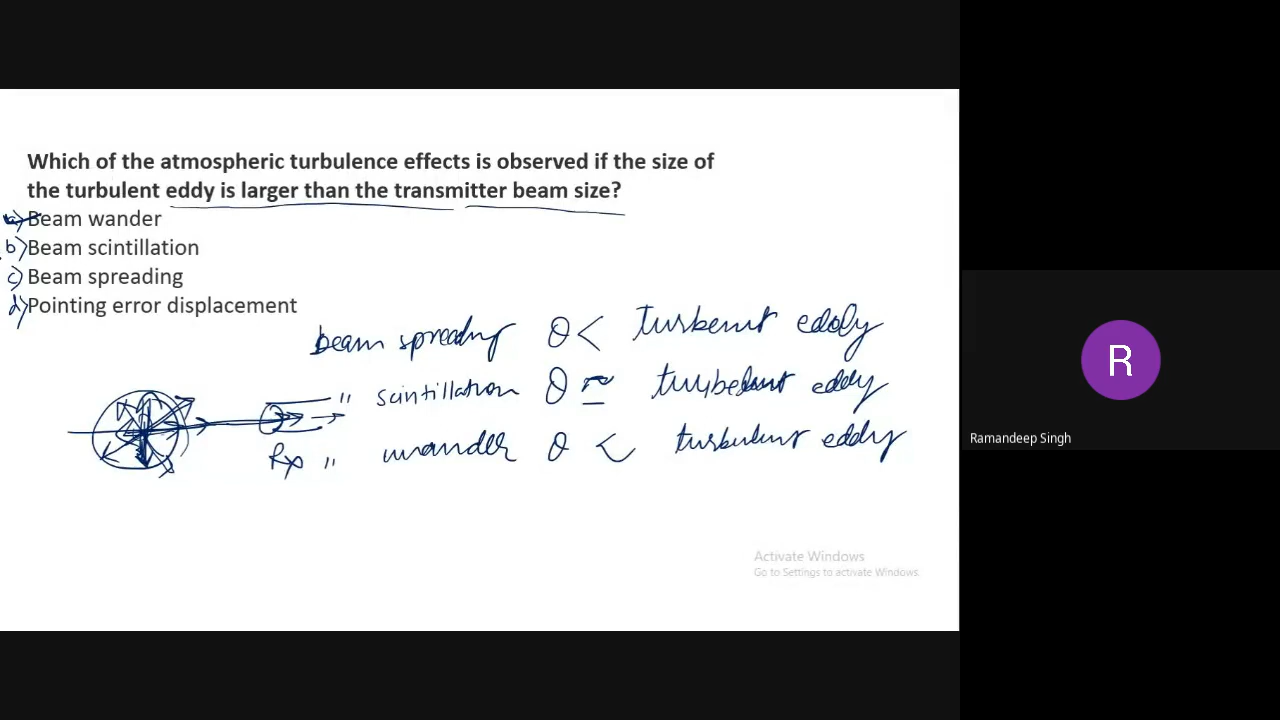 Which of the atmospheric turbulence effects is observed if the size of
the turbulent eddy is larger than the transmitter beam size?
a) Beam wander
b) Beam scintillation
c) Beam spreading
d) Pointing error displacement
beam spreading θ < turbulent eddy
" scintillation θ ≈ turbulent eddy
Rx " wander θ < turbulent eddy
R
Ramandeep Singh
Activate Windows
Go to Settings to activate Windows.